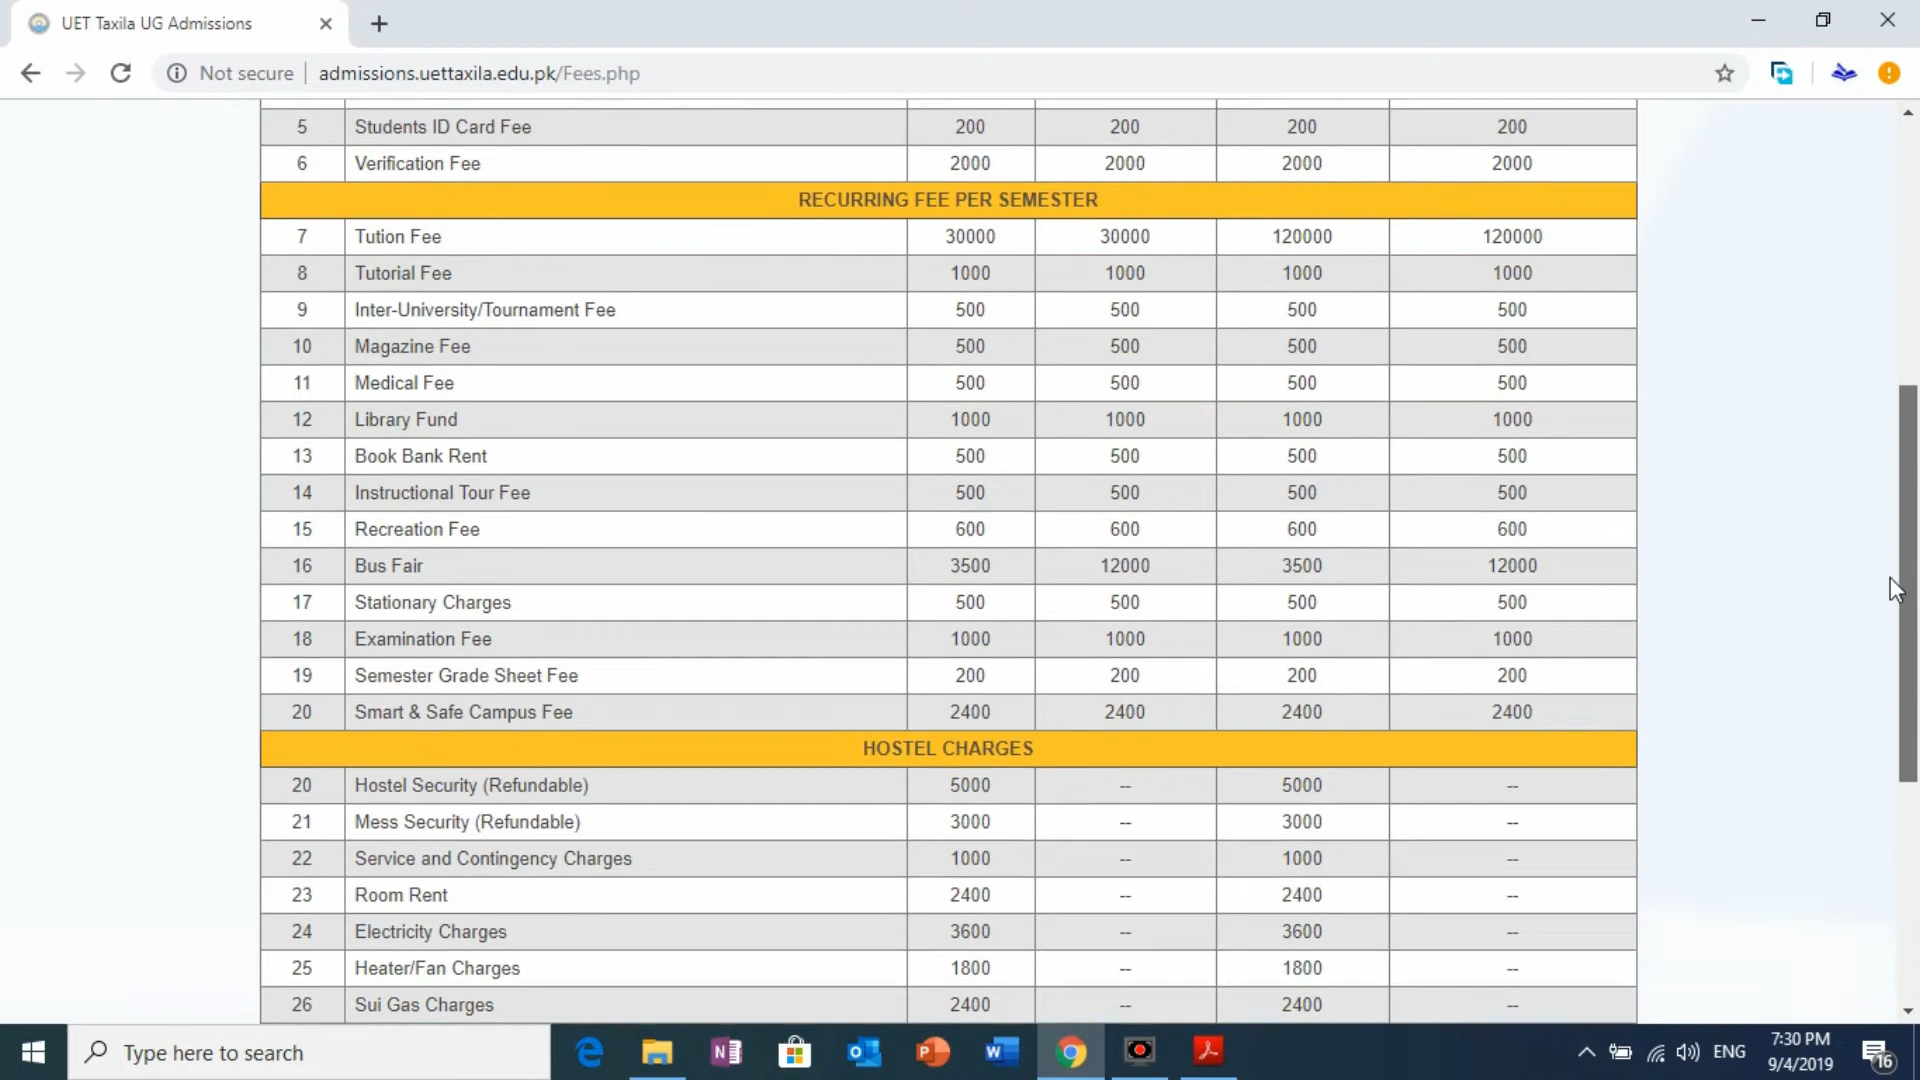 UET Taxila UG Admissions
Not secure admissions.uettaxila.edu.pk/Fees.php
5 Students ID Card Fee 200 200 200 200
6 Verification Fee 2000 2000 2000 2000
RECURRING FEE PER SEMESTER
7 Tution Fee 30000 30000 120000 120000
8 Tutorial Fee 1000 1000 1000 1000
9 Inter-University/Tournament Fee 500 500 500 500
10 Magazine Fee 500 500 500 500
11 Medical Fee 500 500 500 500
12 Library Fund 1000 1000 1000 1000
13 Book Bank Rent 500 500 500 500
14 Instructional Tour Fee 500 500 500 500
15 Recreation Fee 600 600 600 600
16 Bus Fair 3500 12000 3500 12000
17 Stationary Charges 500 500 500 500
18 Examination Fee 1000 1000 1000 1000
19 Semester Grade Sheet Fee 200 200 200 200
20 Smart & Safe Campus Fee 2400 2400 2400 2400
HOSTEL CHARGES
20 Hostel Security (Refundable) 5000 -- 5000 --
21 Mess Security (Refundable) 3000 -- 3000 --
22 Service and Contingency Charges 1000 -- 1000 --
23 Room Rent 2400 -- 2400 --
24 Electricity Charges 3600 -- 3600 --
25 Heater/Fan Charges 1800 -- 1800 --
26 Sui Gas Charges 2400 -- 2400 --
Type here to search
ENG
7:30 PM
9/4/2019
16